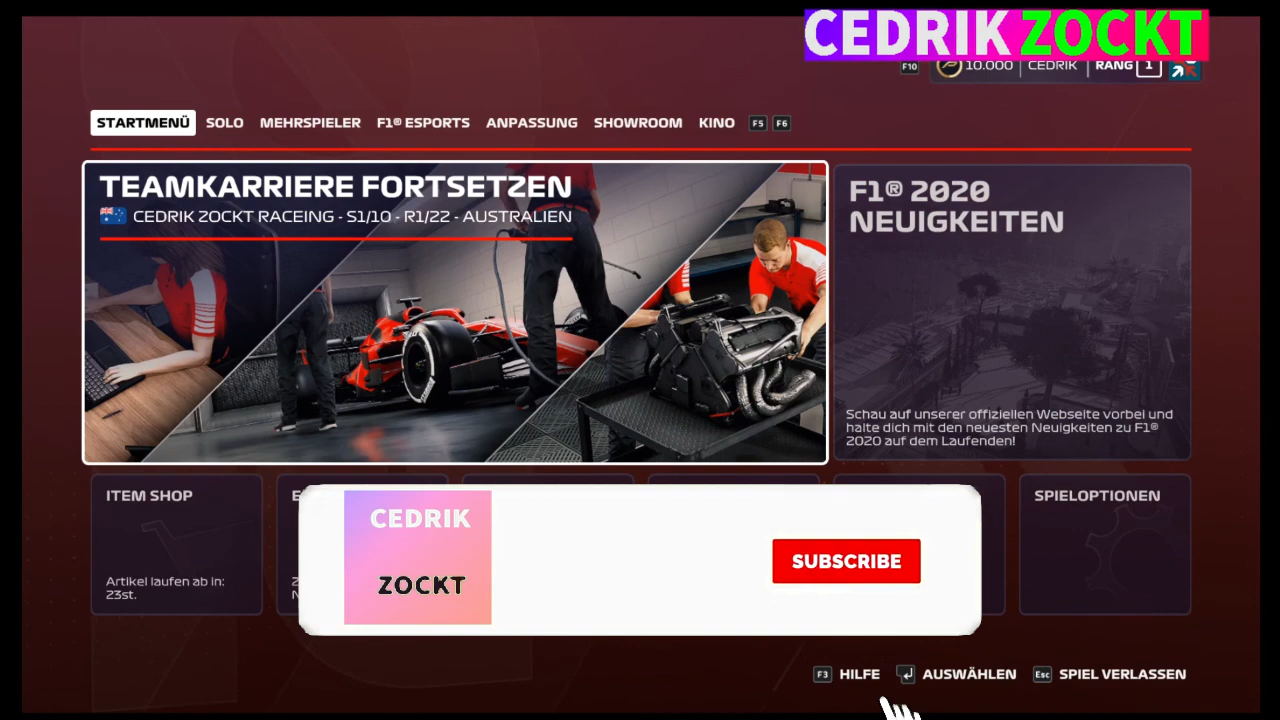 CEDRIK ZOCKT
F10 10.000 CEDRIK RANG 1
STARTMENÜ SOLO MEHRSPIELER F1® ESPORTS ANPASSUNG SHOWROOM KINO F5 F6
TEAMKARRIERE FORTSETZEN
CEDRIK ZOCKT RACEING - S1/10 - R1/22 - AUSTRALIEN
F1® 2020
NEUIGKEITEN
Schau auf unserer offiziellen Webseite vorbei und
halte dich mit den neuesten Neuigkeiten zu F1®
2020 auf dem Laufenden!
ITEM SHOP
Artikel laufen ab in:
23st.
CEDRIK
ZOCKT
SUBSCRIBE
SPIELOPTIONEN
F3 HILFE AUSWÄHLEN Esc SPIEL VERLASSEN